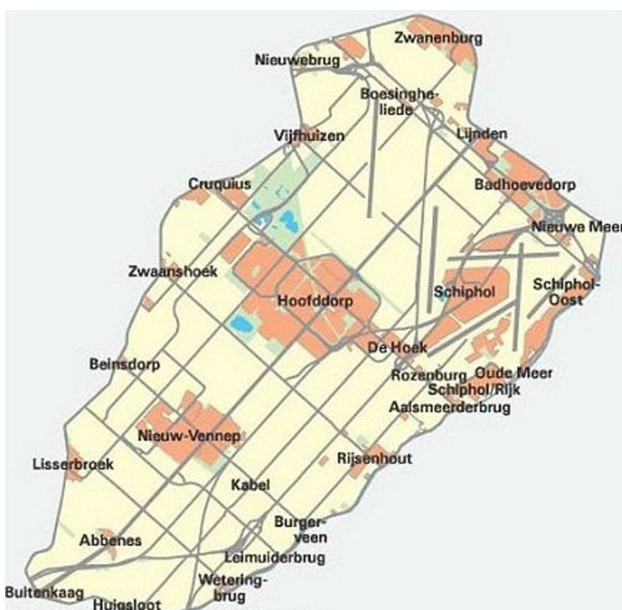 Zwanenburg
Nieuwebrug
Boesinghe-
liede
Vijfhuizen
Lijnden
Cruquius
Badhoevedorp
Nieuwe Meer
Zwaanshoek
Schiphol
Schiphol-
Oost
Hoofddorp
De Hoek
Beinsdorp
Rozenburg
Oude Meer
Schiphol/Rijk
Aalsmeerderbrug
Nieuw-Vennep
Lisserbroek
Rijsenhout
Kabel
Burger-
veen
Abbenes
Leimuiderbrug
Wetering-
brug
Buitenkaag
Huigsloot